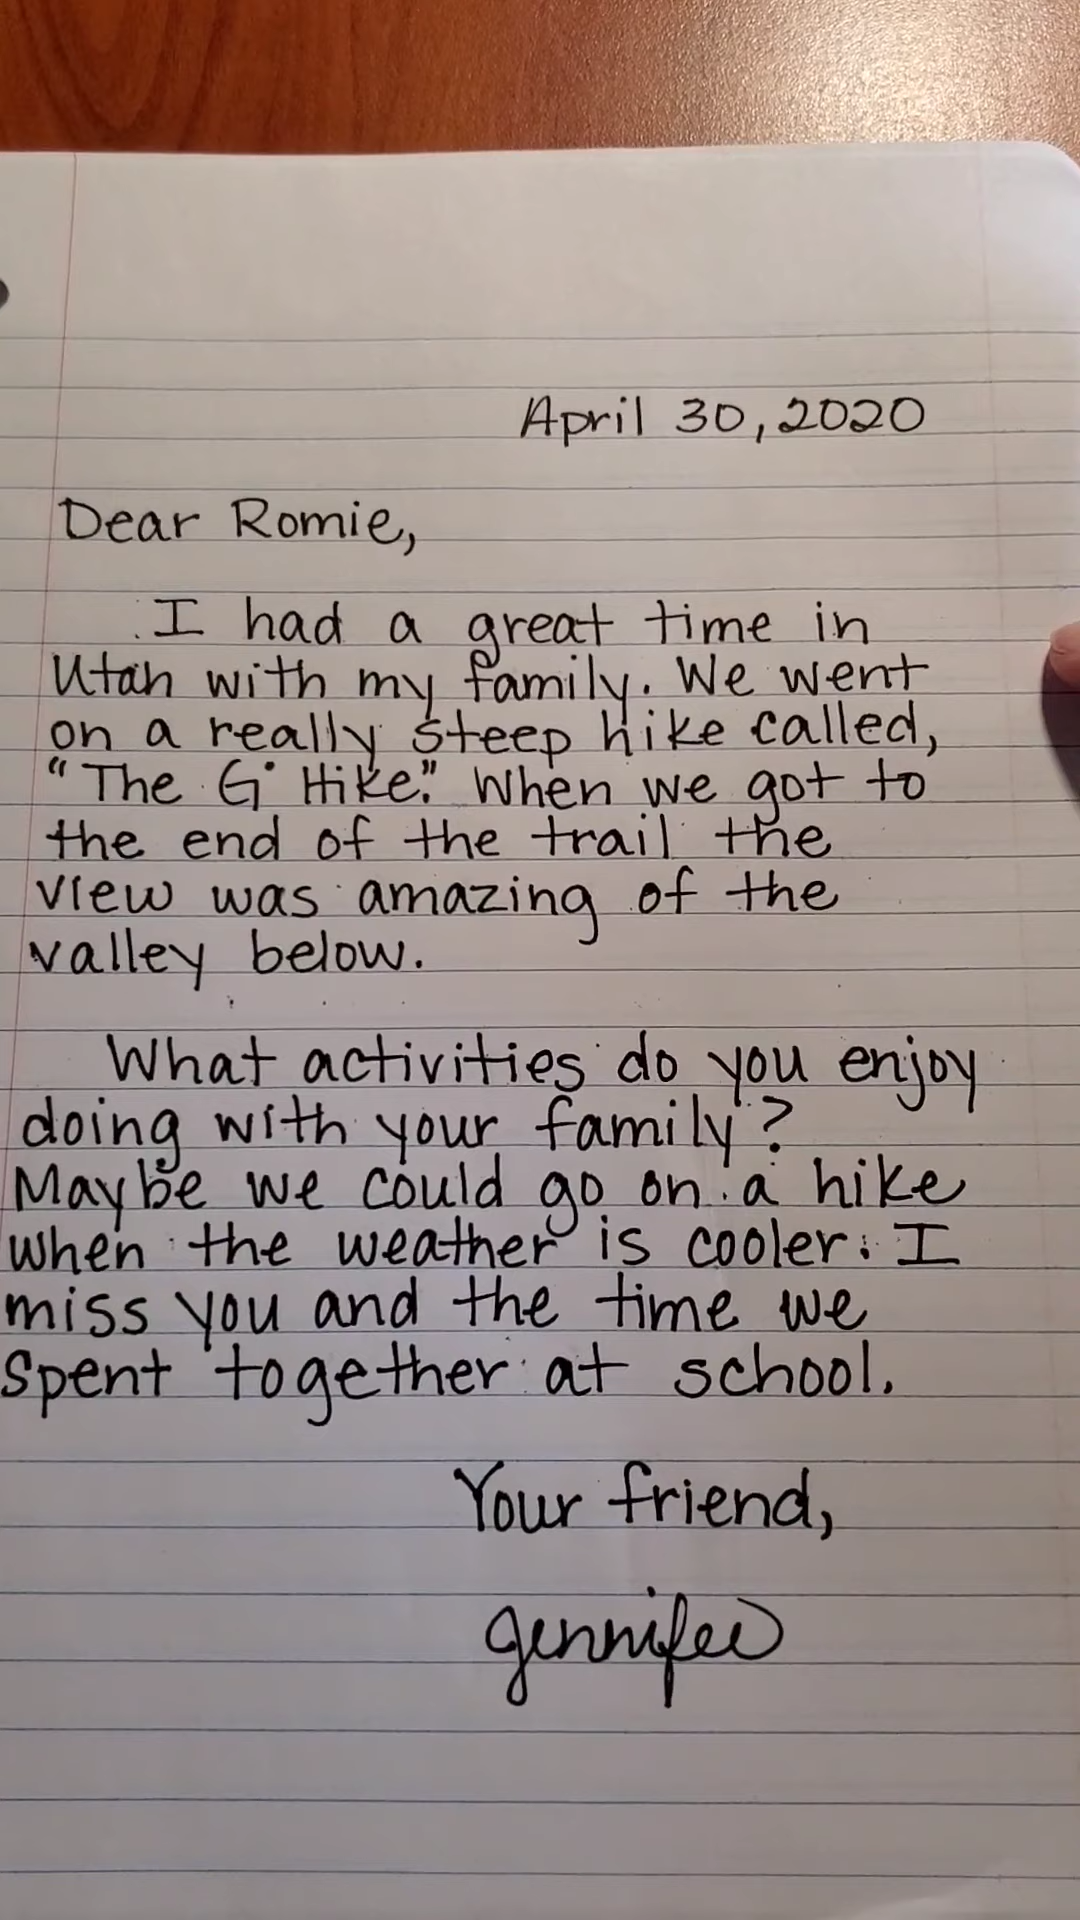 April 30, 2020
Dear Romie,
I had a great time in
Utah with my family. We went
on a really steep hike called,
"The G Hike." When we got to
the end of the trail the
view was amazing of the
valley below.
What activities do you enjoy
doing with your family?
Maybe we could go on a hike
when the weather is cooler. I
miss you and the time we
spent together at school.
Your friend,
Jennifer